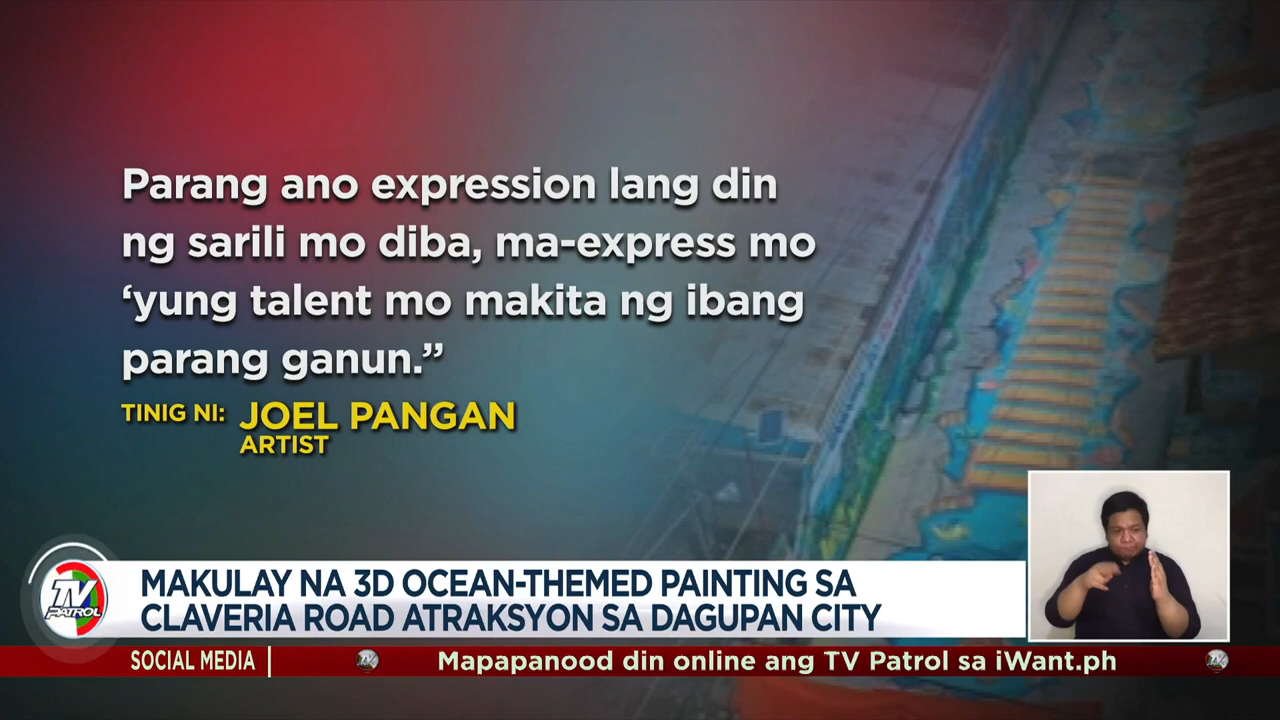 Parang ano expression lang din
ng sarili mo diba, ma-express mo
‘yung talent mo makita ng ibang
parang ganun.”
TINIG NI: JOEL PANGAN
ARTIST
TV
PATROL
MAKULAY NA 3D OCEAN-THEMED PAINTING SA
CLAVERIA ROAD ATRAKSYON SA DAGUPAN CITY
SOCIAL MEDIA
Mapapanood din online ang TV Patrol sa iWant.ph